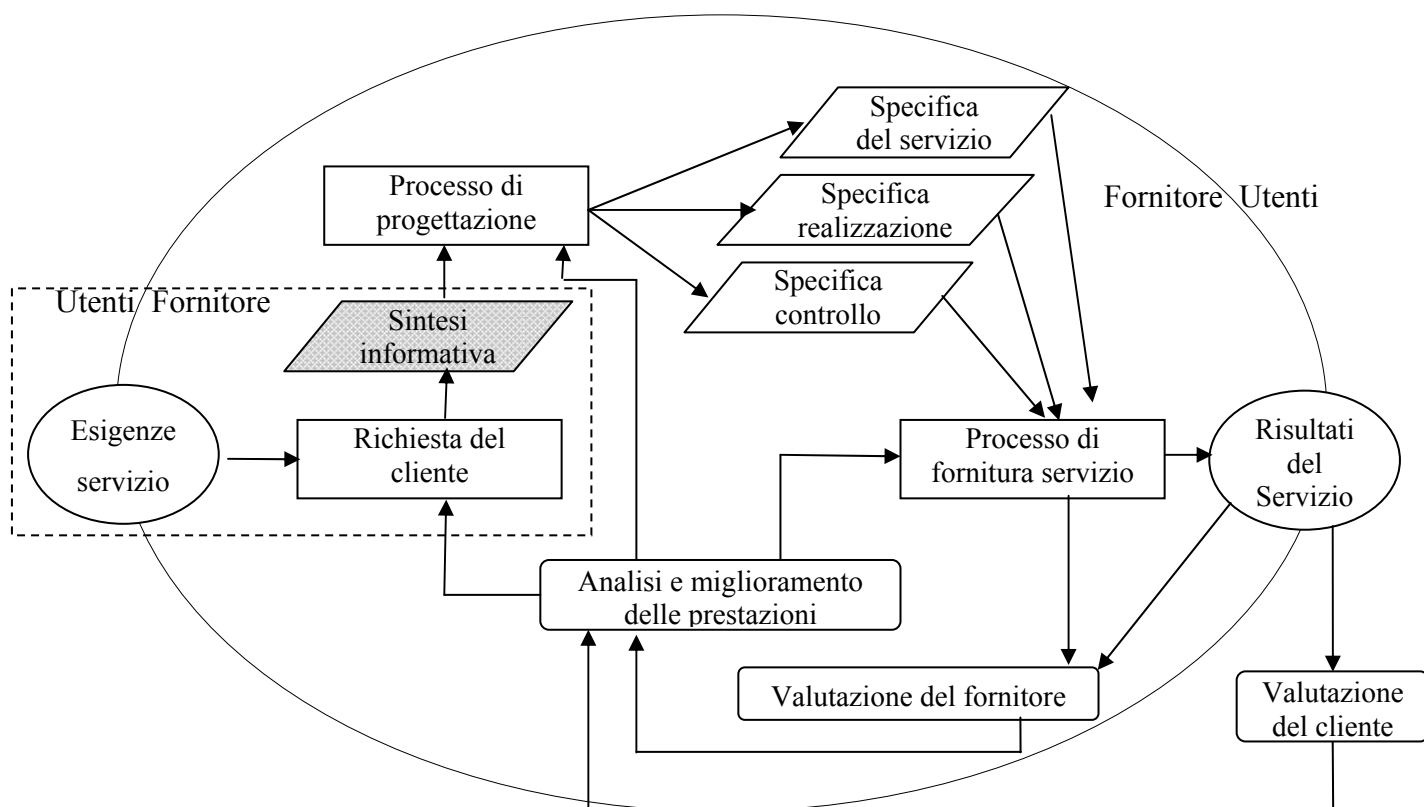 Specifica
del servizio
Processo di
progettazione
Specifica
realizzazione
Fornitore Utenti
Specifica
controllo
Utenti Fornitore
Sintesi
informativa
Esigenze
servizio
Richiesta del
cliente
Processo di
fornitura servizio
Risultati
del
Servizio
Analisi e miglioramento
delle prestazioni
Valutazione del fornitore
Valutazione
del cliente